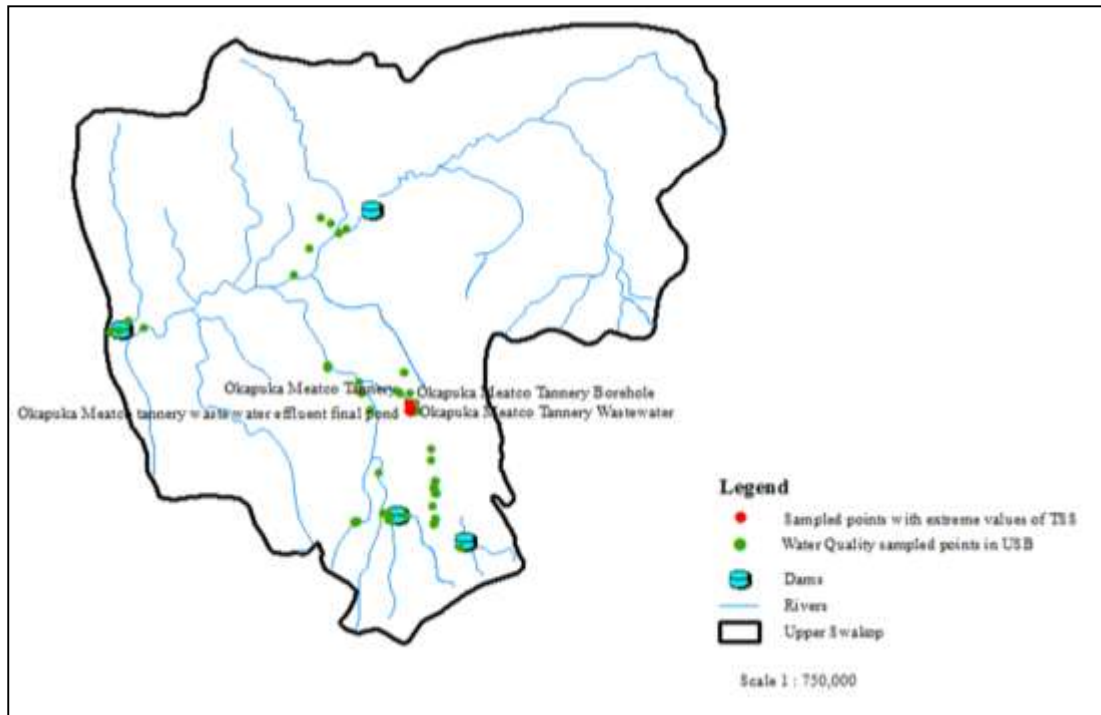 Okapuka Meatco Tannery
Okapuka Meatco Tannery Borehole
Okapuka Meatco tannery wastewater effluent final pond
Okapuka Meatco Tannery Wastewater
Legend
Sampled points with extreme values of TSS
Water Quality sampled points in USB
Dams
Rivers
Upper Swakop
Scale 1 : 750,000